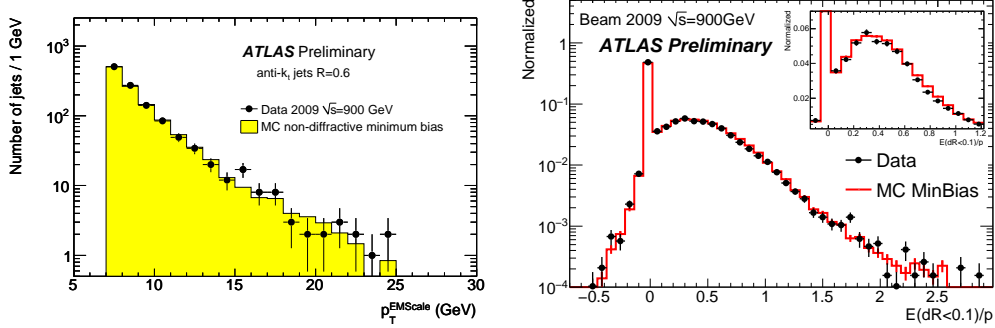 Number of jets / 1 GeV
10³
10²
10
1
ATLAS Preliminary
anti-kₜ jets R=0.6
Data 2009 √s=900 GeV
MC non-diffractive minimum bias
5 10 15 20 25 30
p_T^EMScale (GeV)
Normalized
1
10⁻¹
10⁻²
10⁻³
10⁻⁴
Beam 2009 √s=900GeV
ATLAS Preliminary
Normalized
0.06
0.04
0.02
0 0.2 0.4 0.6 0.8 1 1.2
E(dR<0.1)/p
Data
MC MinBias
-0.5 0 0.5 1 1.5 2 2.5
E(dR<0.1)/p